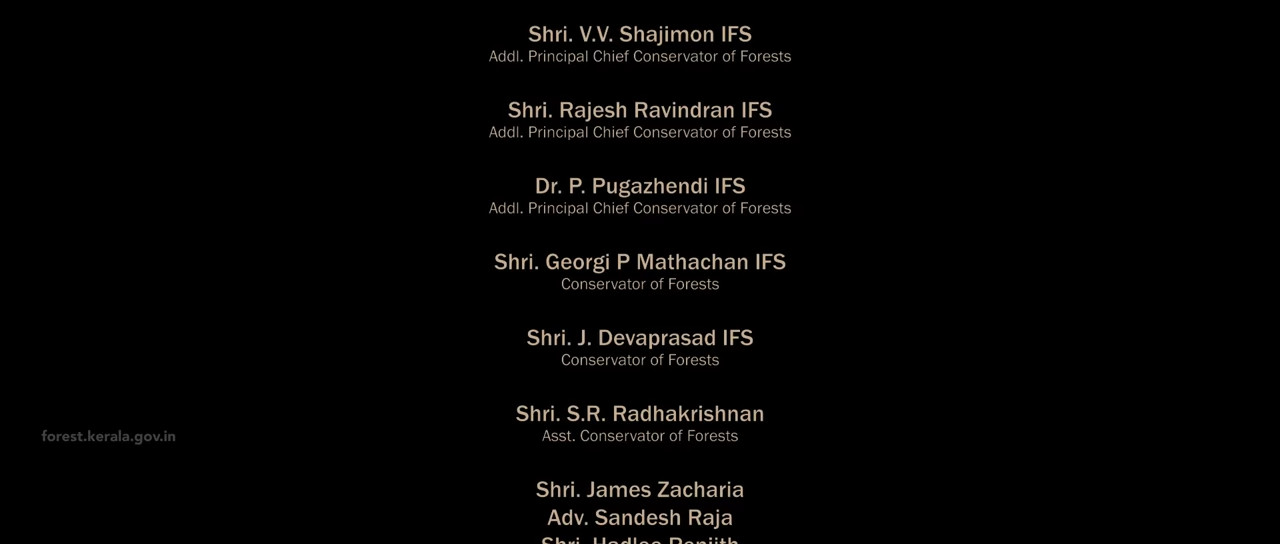 Shri. V.V. Shajimon IFS
Addl. Principal Chief Conservator of Forests
Shri. Rajesh Ravindran IFS
Addl. Principal Chief Conservator of Forests
Dr. P. Pugazhendi IFS
Addl. Principal Chief Conservator of Forests
Shri. Georgi P Mathachan IFS
Conservator of Forests
Shri. J. Devaprasad IFS
Conservator of Forests
Shri. S.R. Radhakrishnan
Asst. Conservator of Forests
forest.kerala.gov.in
Shri. James Zacharia
Adv. Sandesh Raja
Shri. Renjith